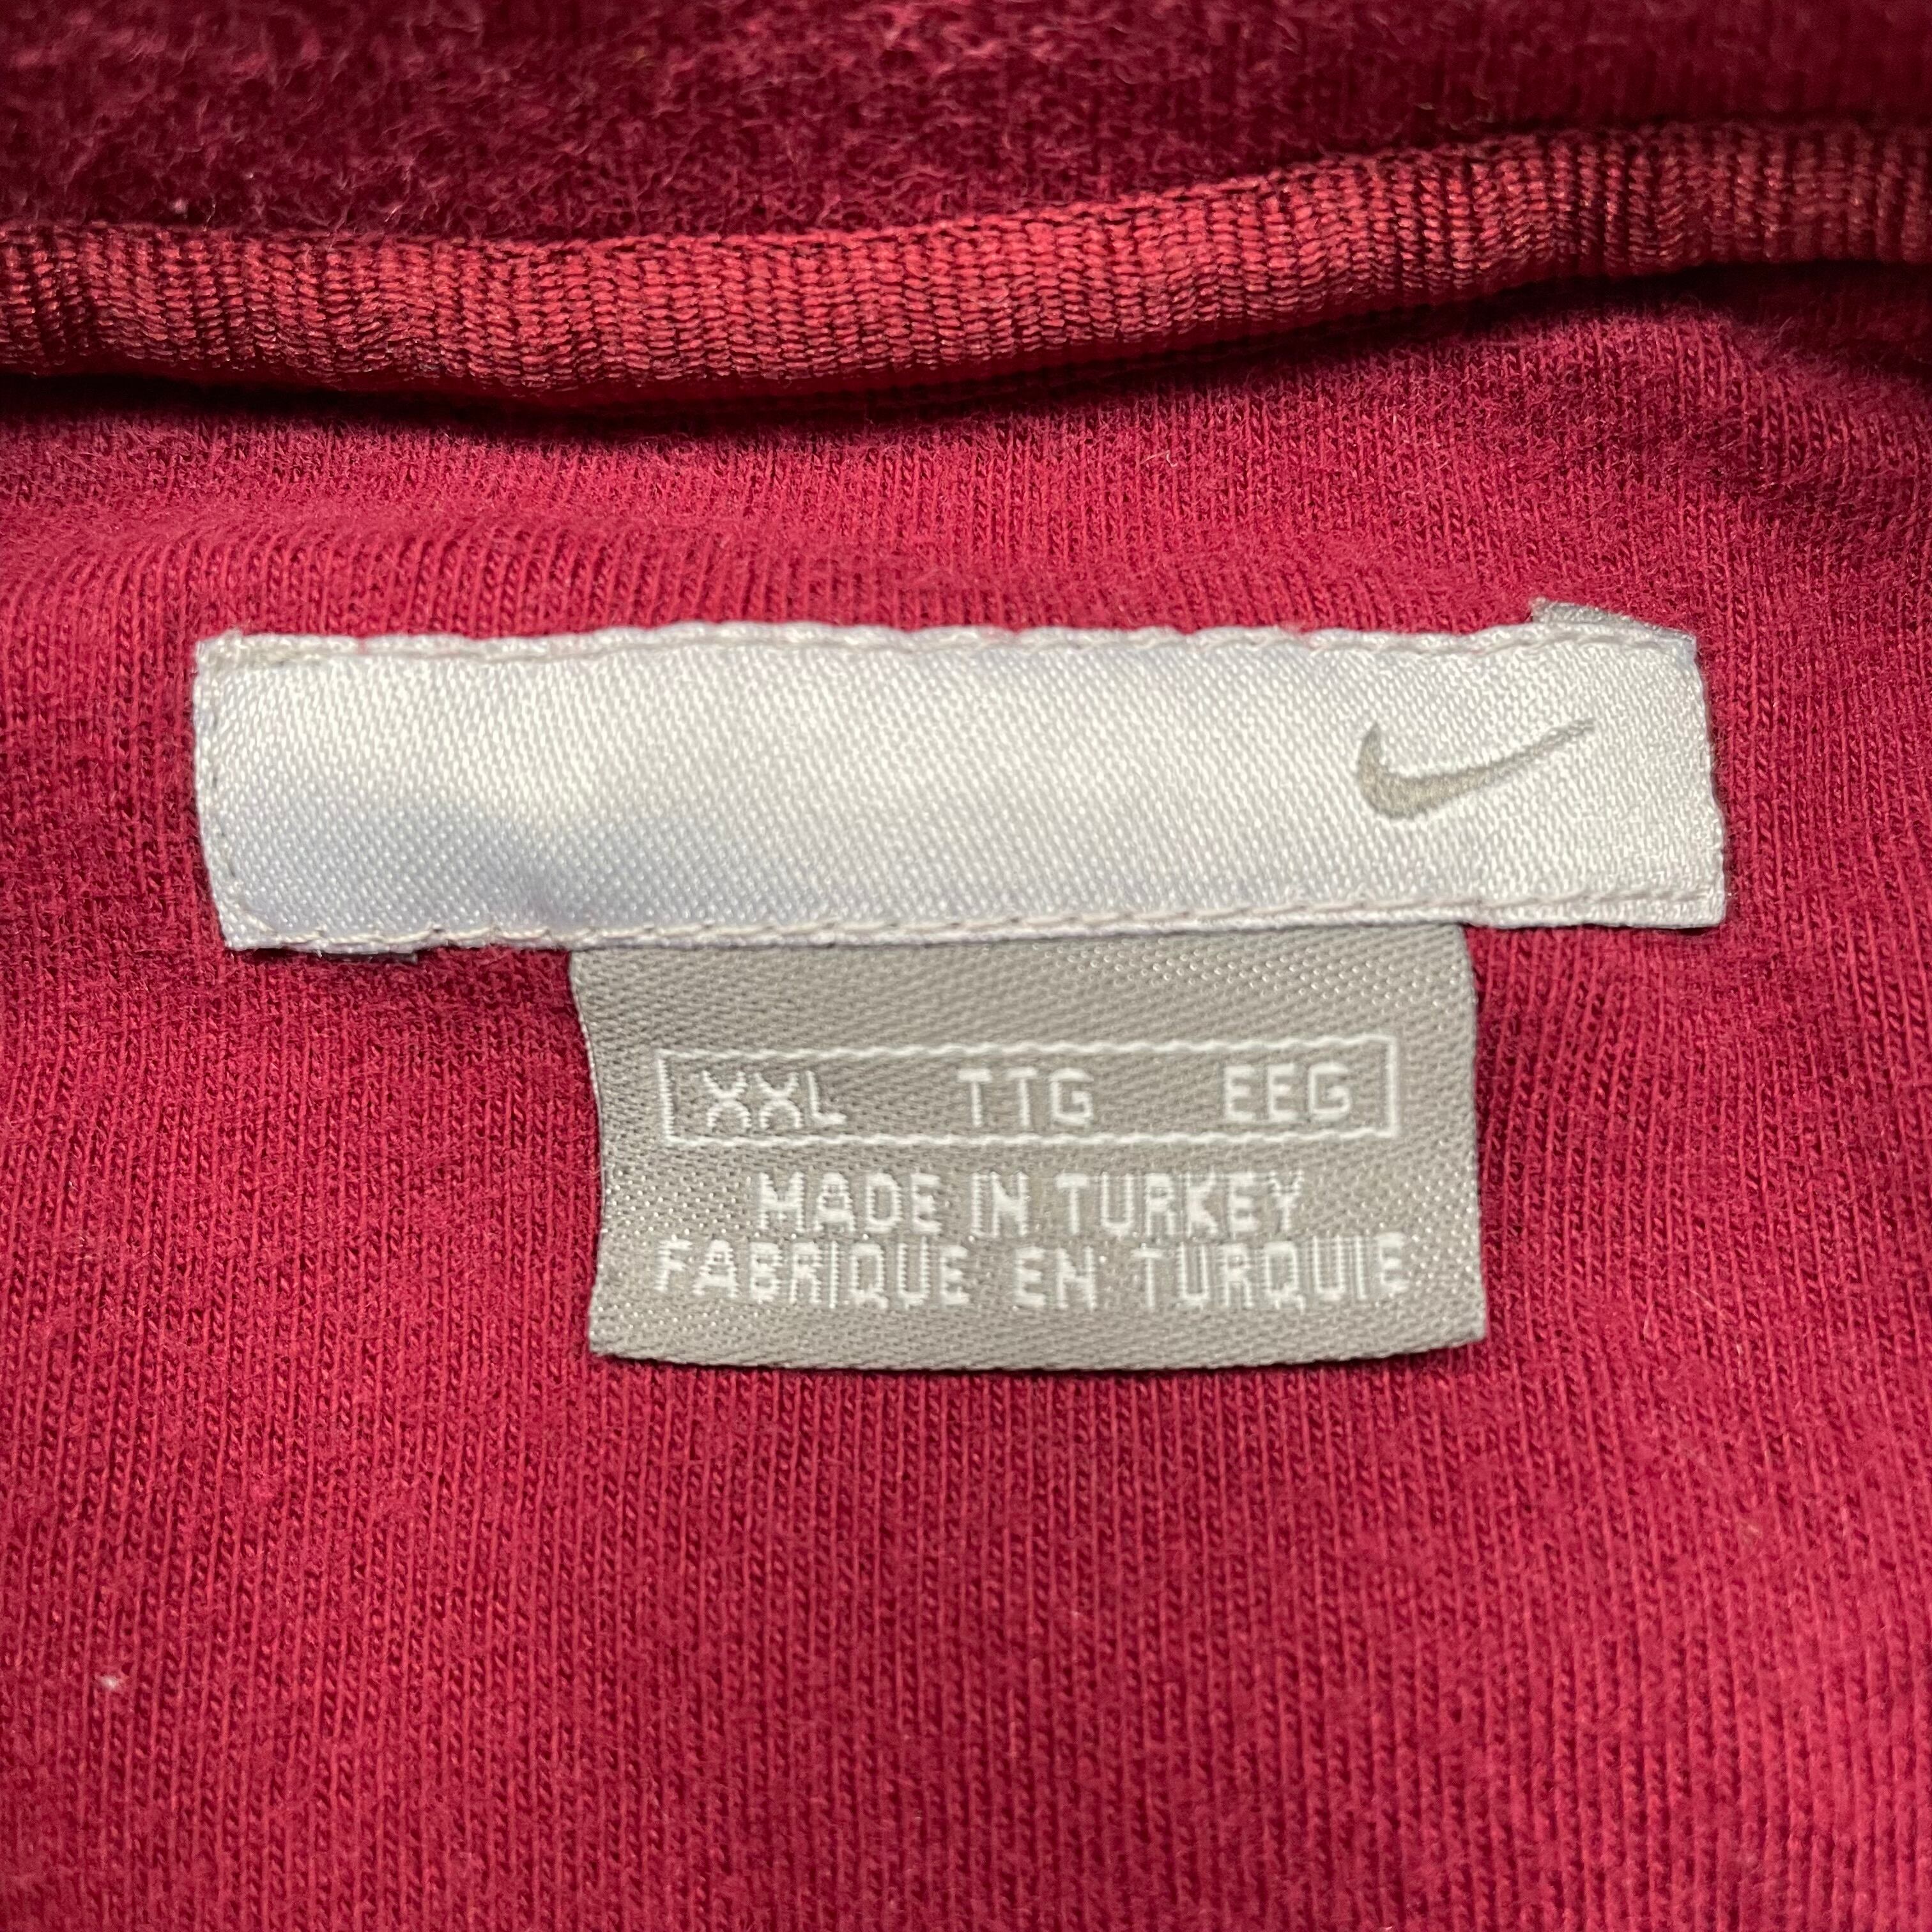 XXL TTG EEG
MADE IN TURKEY
FABRIQUE EN TURQUIE